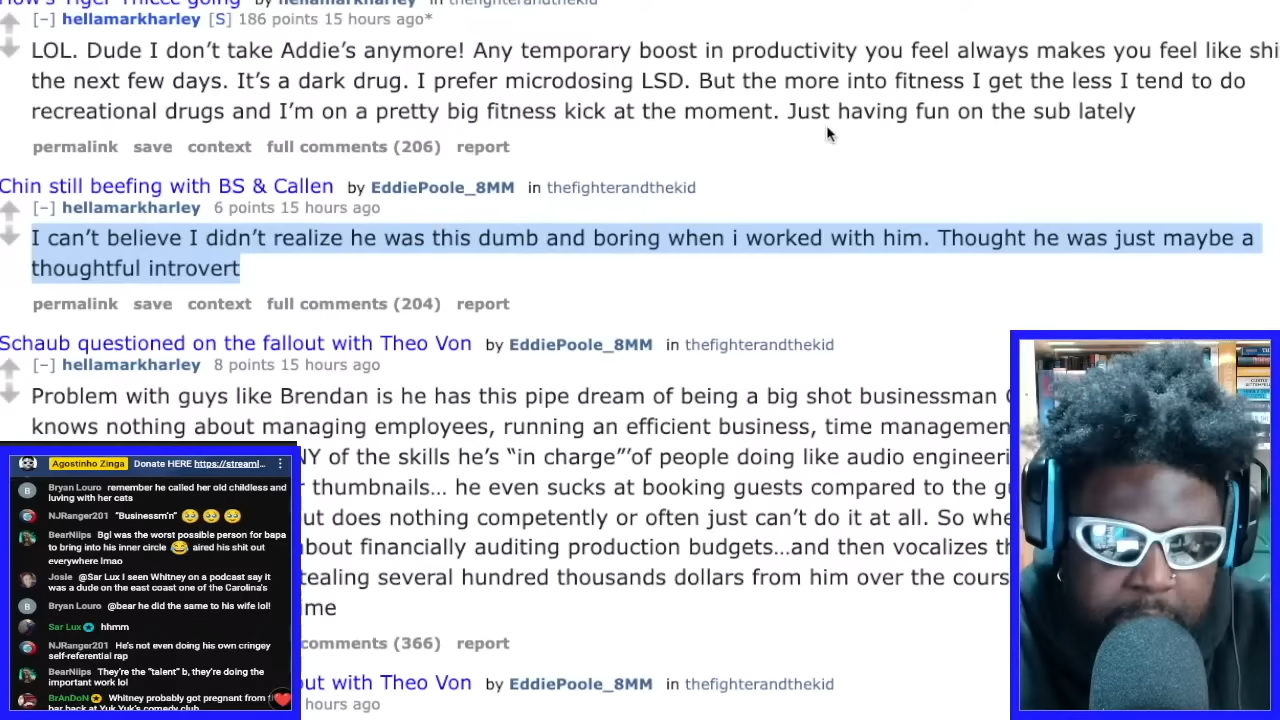 How's Tiger Thiccc going by hellamarkharley in thefighterandthekid
[–] hellamarkharley [S] 186 points 15 hours ago*
LOL. Dude I don't take Addie's anymore! Any temporary boost in productivity you feel always makes you feel like shi
the next few days. It's a dark drug. I prefer microdosing LSD. But the more into fitness I get the less I tend to do
recreational drugs and I'm on a pretty big fitness kick at the moment. Just having fun on the sub lately
permalink save context full comments (206) report
Chin still beefing with BS & Callen by EddiePoole_8MM in thefighterandthekid
[–] hellamarkharley 6 points 15 hours ago
I can't believe I didn't realize he was this dumb and boring when i worked with him. Thought he was just maybe a
thoughtful introvert
permalink save context full comments (204) report
Schaub questioned on the fallout with Theo Von by EddiePoole_8MM in thefighterandthekid
[–] hellamarkharley 8 points 15 hours ago
Problem with guys like Brendan is he has this pipe dream of being a big shot businessman
knows nothing about managing employees, running an efficient business, time managemen
NY of the skills he's "in charge"'of people doing like audio engineeri
thumbnails... he even sucks at booking guests compared to the
ut does nothing competently or often just can't do it at all. So whe
bout financially auditing production budgets...and then vocalizes
tealing several hundred thousands dollars from him over the cours
ime
comments (366) report
out with Theo Von by EddiePoole_8MM in thefighterandthekid
hours ago
Agostinho Zinga Donate HERE https://streaml...
Bryan Louro remember he called her old childless and
luving with her cats
NJRanger201 "Businessm'n" 🥺🥺🥺
BearNiips Bgl was the worst possible person for bapa
to bring into his inner circle 😂 aired his shit out
everywhere lmao
Josie @Sar Lux I seen Whitney on a podcast say it
was a dude on the east coast one of the Carolina's
Bryan Louro @bear he did the same to his wife lol!
Sar Lux hhmm
NJRanger201 He's not even doing his own cringey
self-referential rap
BearNiips They're the "talent" b, they're doing the
important work lol
BrAnDoN Whitney probably got pregnant from
bar back at Yuk Yuk's comedy club